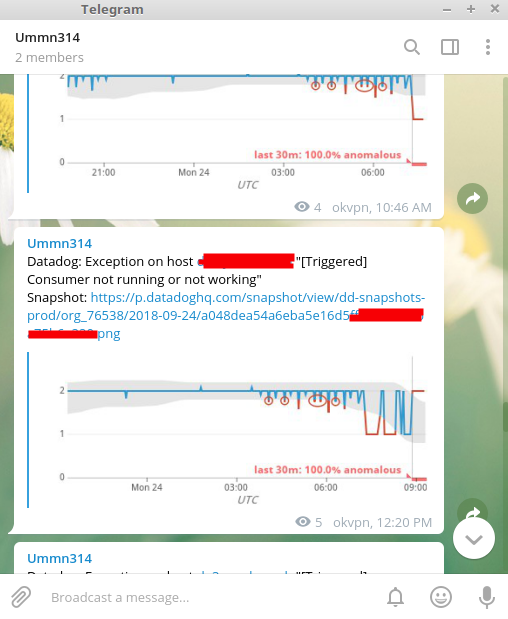 Telegram
Ummn314
2 members
2
1
0
last 30m: 100.0% anomalous
21:00 Mon 24 03:00 06:00
UTC
4 okvpn, 10:46 AM
Ummn314
Datadog: Exception on host "[Triggered]
Consumer not running or not working"
Snapshot: https://p.datadoghq.com/snapshot/view/dd-snapshots-
prod/org_76538/2018-09-24/a048dea54a6eba5e16d5
png
2
1
0
last 30m: 100.0% anomalous
Mon 24 03:00 06:00 09:00
UTC
5 okvpn, 12:20 PM
Ummn314
Broadcast a message...